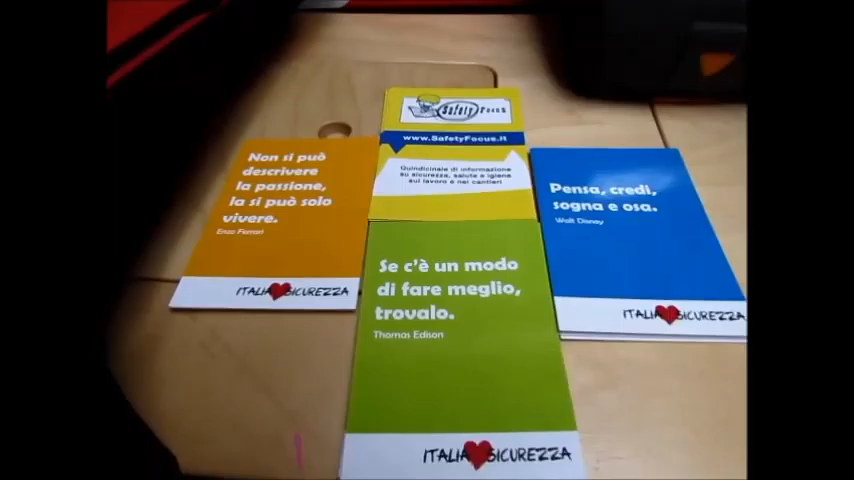 Safety Focus
www.SafetyFocus.it
Quindicinale di informazione
su sicurezza, salute e igiene
sul lavoro e nei cantieri
Non si può
descrivere
la passione,
la si può solo
vivere.
Enzo Ferrari
ITALIA SICUREZZA
Pensa, credi,
sogna e osa.
Walt Disney
ITALIA SICUREZZA
Se c'è un modo
di fare meglio,
trovalo.
Thomas Edison
ITALIA SICUREZZA